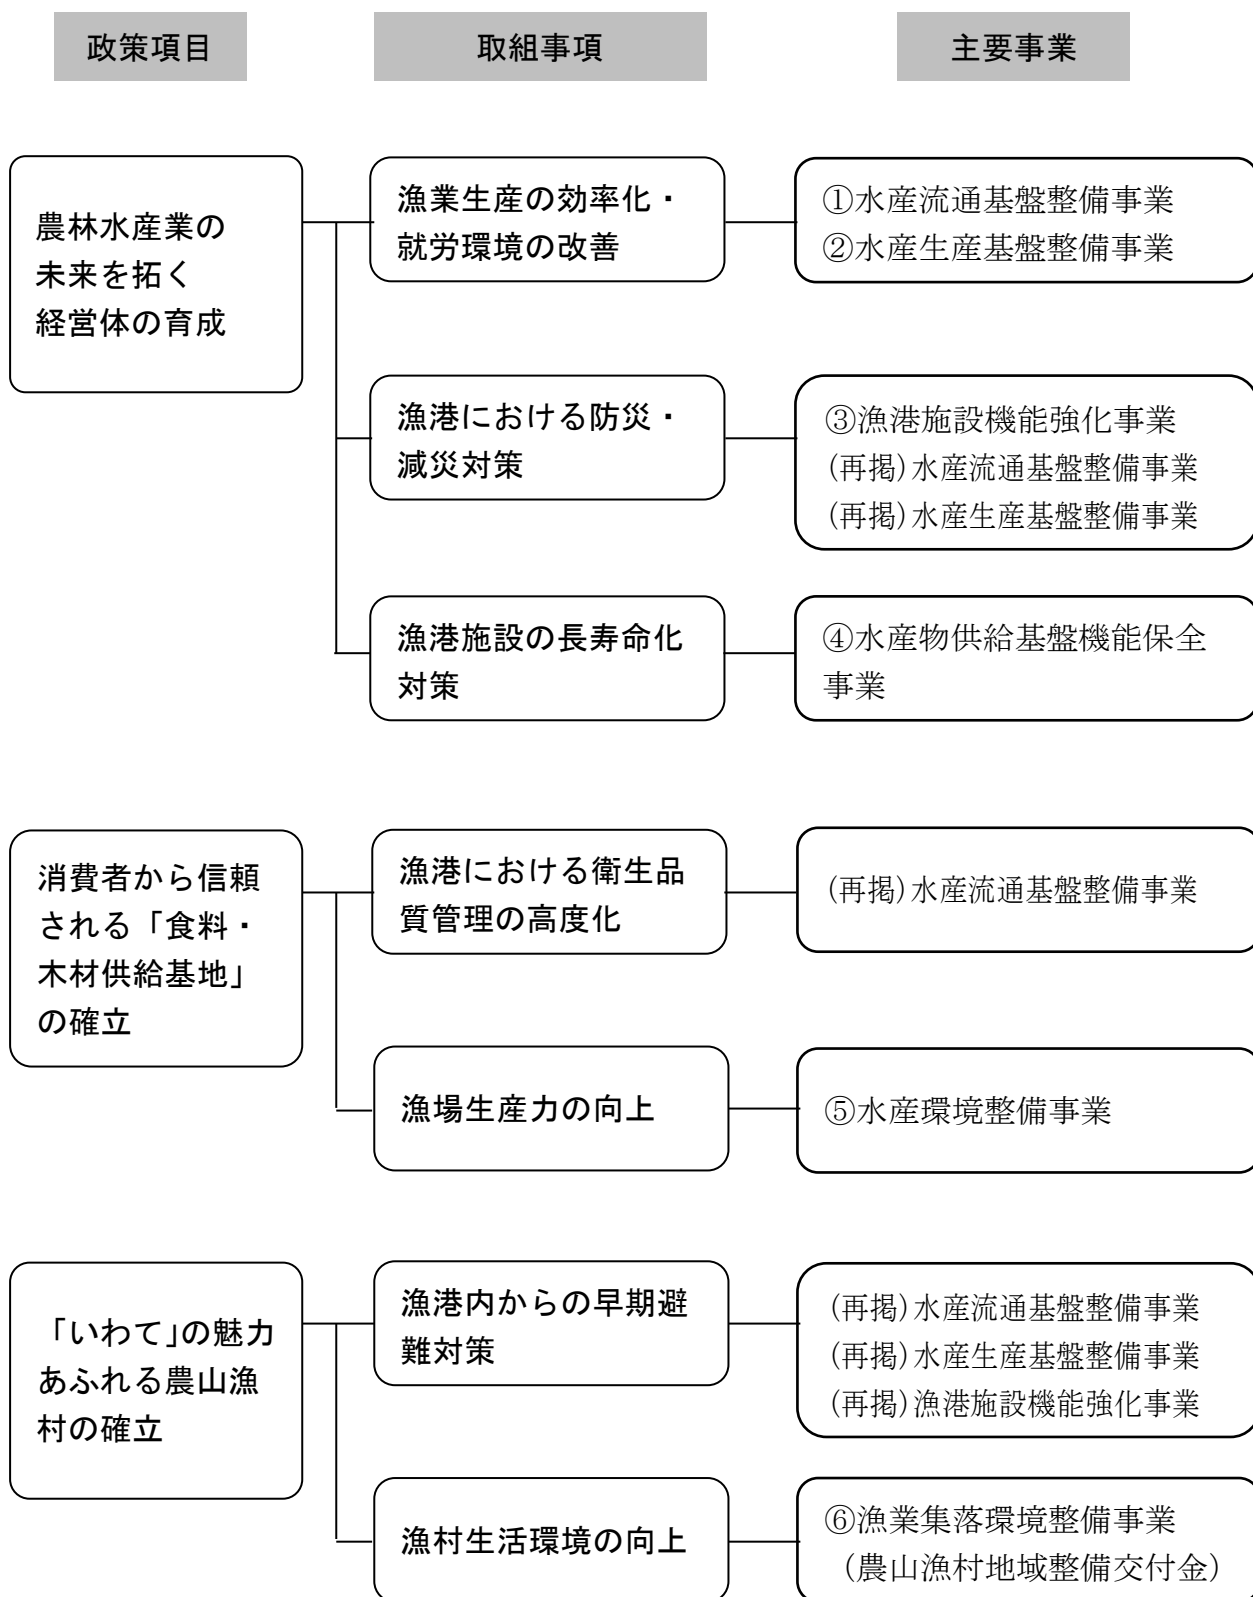 政策項目
取組事項
主要事業
農林水産業の
未来を拓く
経営体の育成
漁業生産の効率化・
就労環境の改善
①水産流通基盤整備事業
②水産生産基盤整備事業
漁港における防災・
減災対策
③漁港施設機能強化事業
(再掲)水産流通基盤整備事業
(再掲)水産生産基盤整備事業
漁港施設の長寿命化
対策
④水産物供給基盤機能保全
事業
消費者から信頼
される「食料・
木材供給基地」
の確立
漁港における衛生品
質管理の高度化
(再掲)水産流通基盤整備事業
漁場生産力の向上
⑤水産環境整備事業
「いわて」の魅力
あふれる農山漁
村の確立
漁港内からの早期避
難対策
(再掲)水産流通基盤整備事業
(再掲)水産生産基盤整備事業
(再掲)漁港施設機能強化事業
漁村生活環境の向上
⑥漁業集落環境整備事業
(農山漁村地域整備交付金)